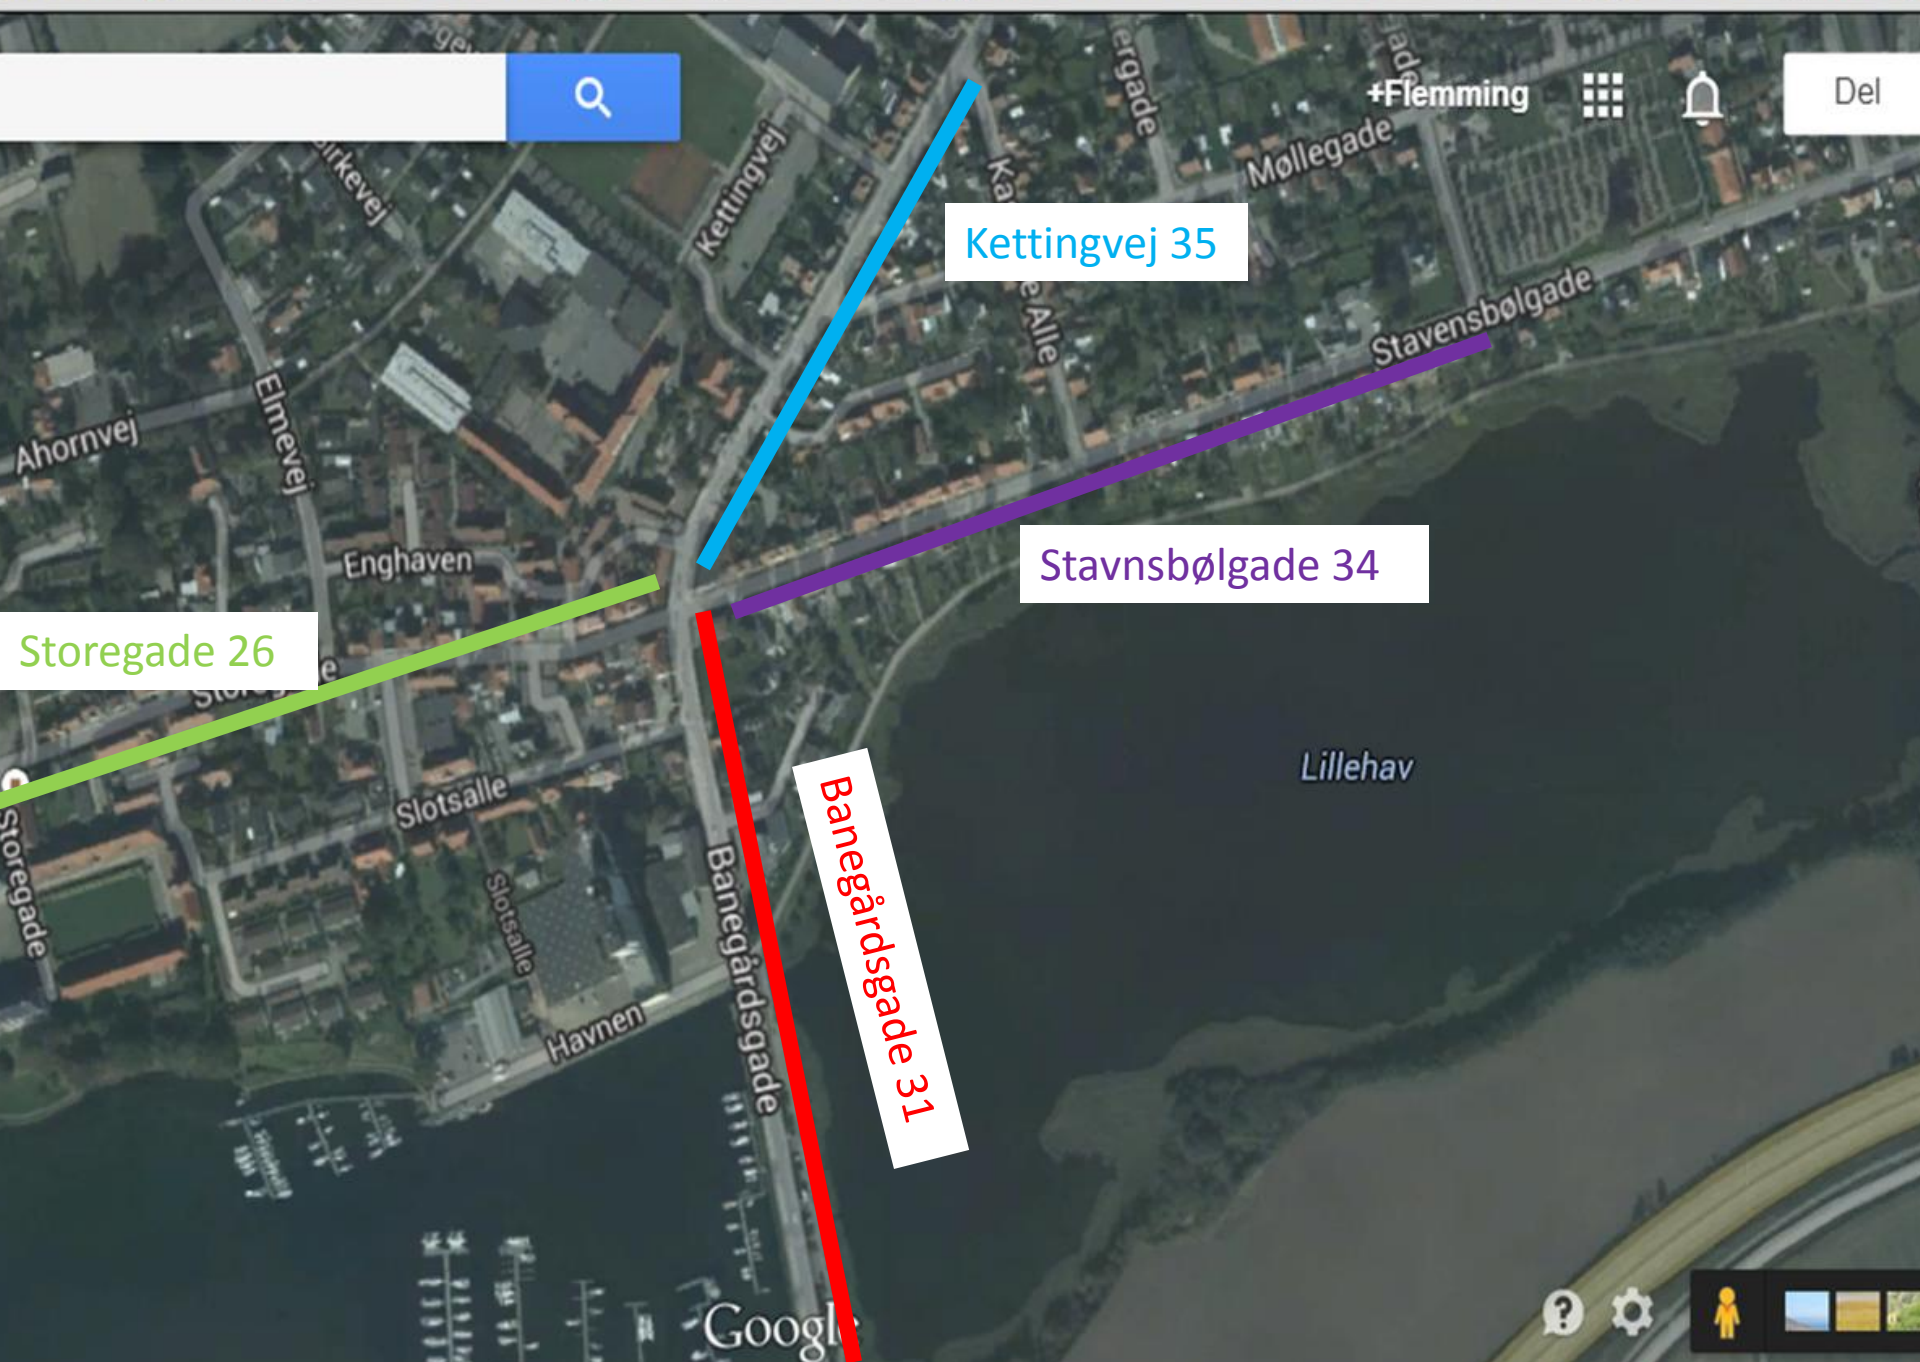 +Flemming
Del
Kettingvej
Møllegade
Kettingvej 35
e Alle
Stavensbølgade
Elmevej
Ahornvej
Enghaven
Stavnsbølgade 34
Storegade 26
Slotsalle
Lillehav
Banegårdsgade 31
Storegade
Banegårdsgade
Slotsalle
Havnen
Google